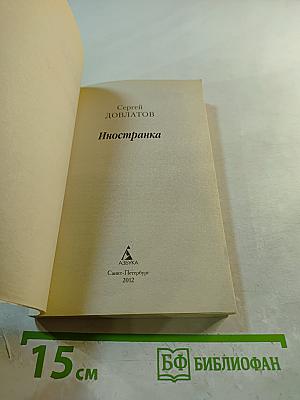 Сергей
ДОВЛАТОВ
Иностранка
АЗБУКА
Санкт-Петербург
2012
15 см
БФ БИБЛИОФАН